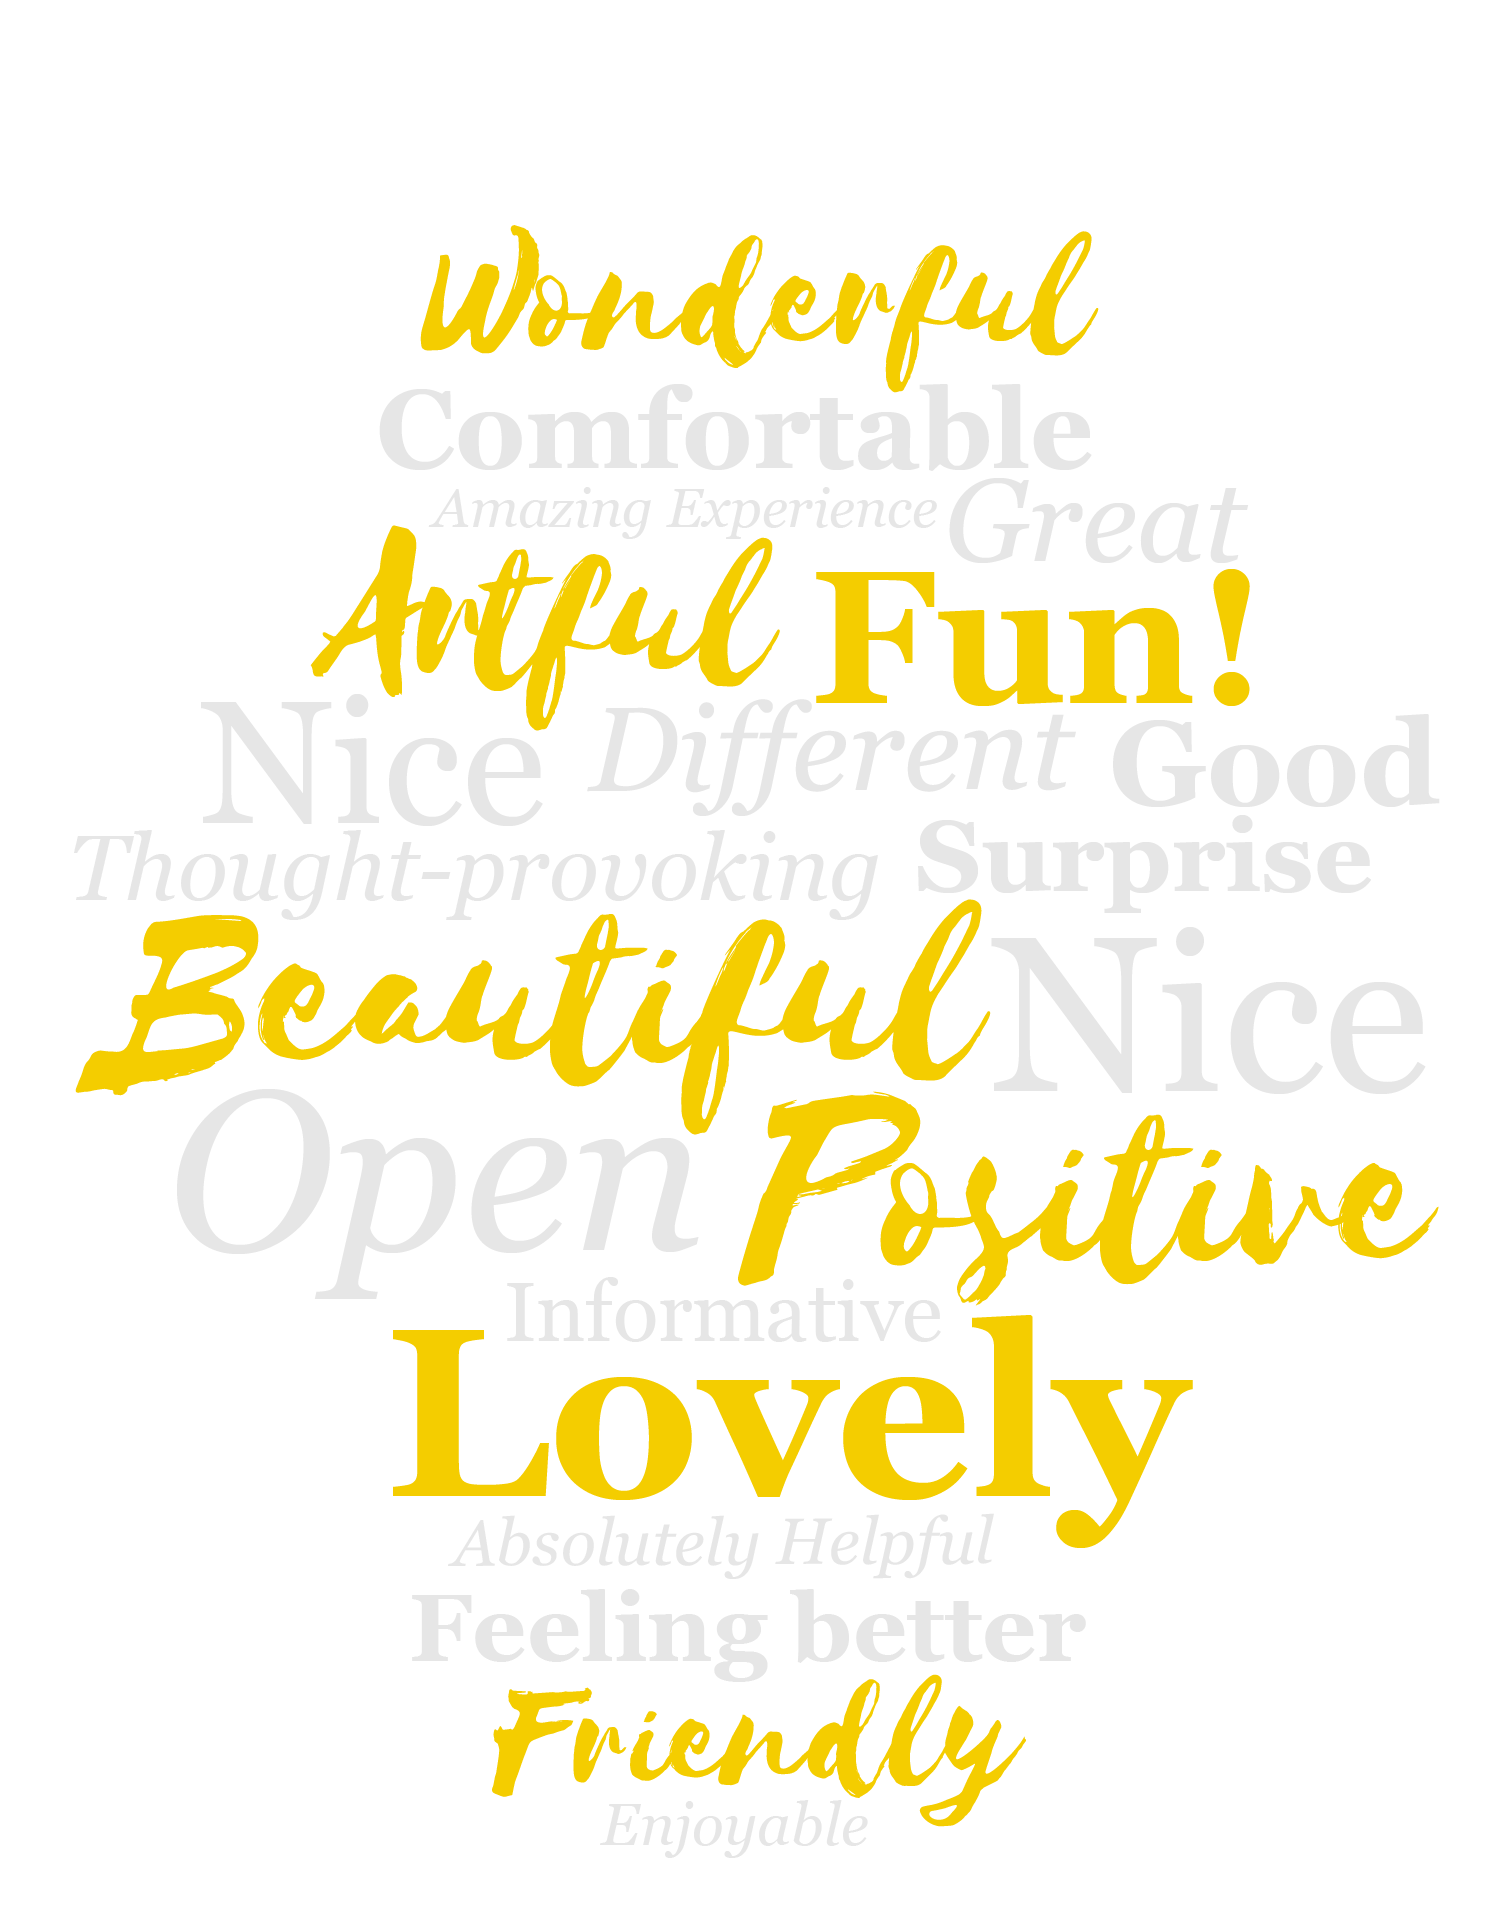 Wonderful
Comfortable
Amazing Experience Great
Artful Fun!
Nice Different Good
Thought-provoking Surprise
Beautiful Nice
Open Positive
Informative
Lovely
Absolutely Helpful
Feeling better
Friendly
Enjoyable